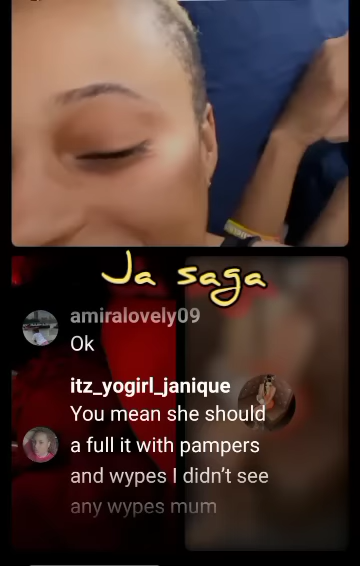 Ja saga
amiralovely09
Ok
itz_yogirl_janique
You mean she should
a full it with pampers
and wypes I didn't see
any wypes mum